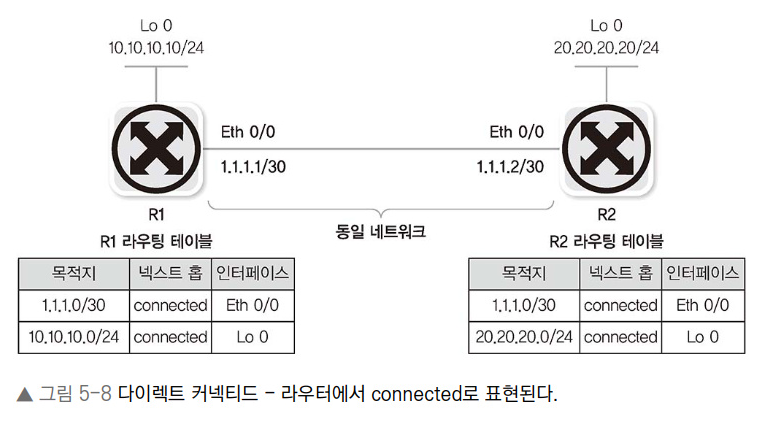 Lo 0
10.10.10.10/24
Lo 0
20.20.20.20/24
Eth 0/0
Eth 0/0
1.1.1.1/30
1.1.1.2/30
R1
R2
동일 네트워크
R1 라우팅 테이블
R2 라우팅 테이블
목적지 넥스트 홉 인터페이스
1.1.1.0/30 connected Eth 0/0
10.10.10.0/24 connected Lo 0
목적지 넥스트 홉 인터페이스
1.1.1.0/30 connected Eth 0/0
20.20.20.0/24 connected Lo 0
▲ 그림 5-8 다이렉트 커넥티드 - 라우터에서 connected로 표현된다.